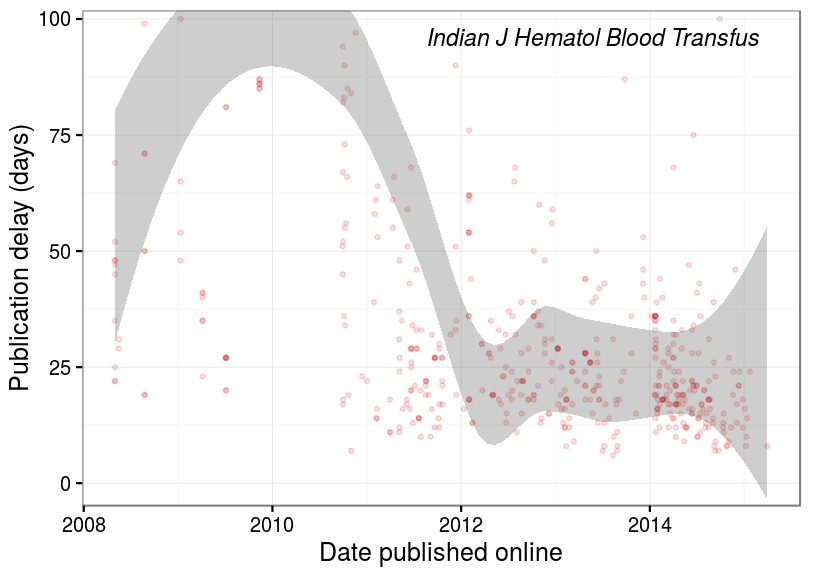 Indian J Hematol Blood Transfus
Publication delay (days)
100
75
50
25
0
2008 2010 2012 2014
Date published online